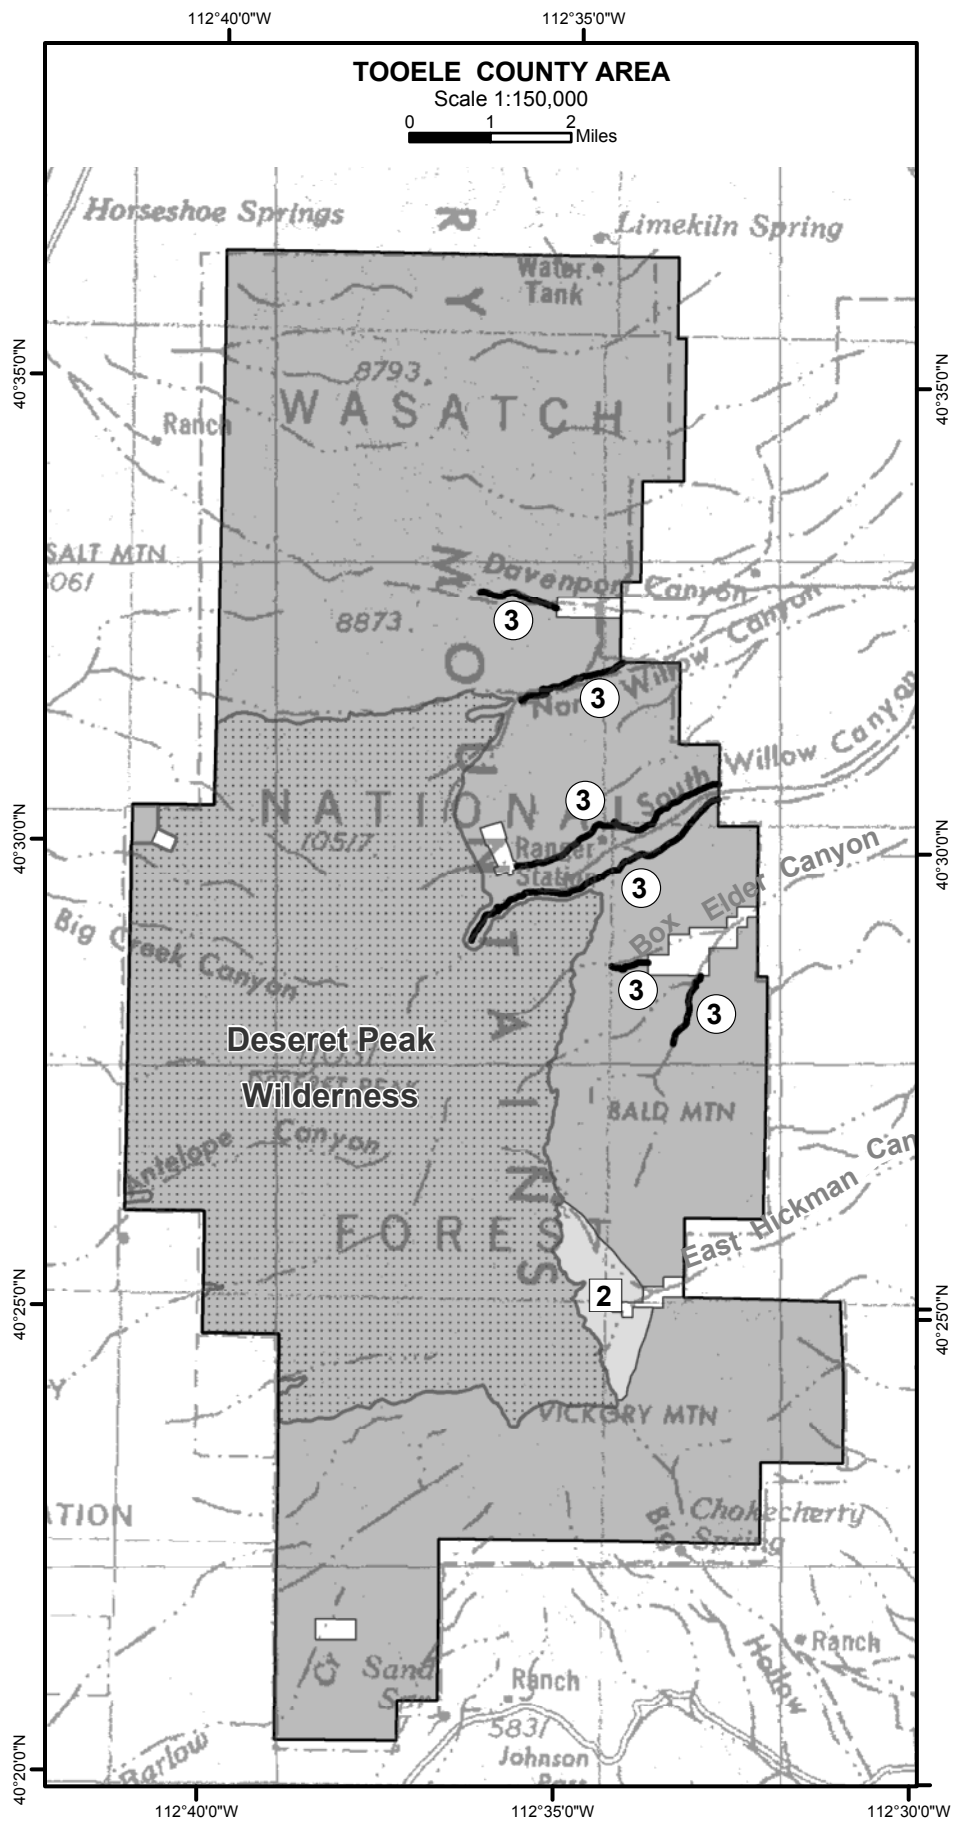 112°40'0"W 112°35'0"W
TOOELE COUNTY AREA
Scale 1:150,000
0 1 2
Miles
Horseshoe Springs
R
Limekiln Spring
Water
Tank
Y
40°35'0"N
40°35'0"N
8793
WASATCH
Ranch
SALT MTN
061
M
Davenport Canyon
3
8873
O
North Willow Canyon
3
U
South Willow Canyon
3
NATIONAL
10517
Ranger
Station
40°30'0"N
40°30'0"N
N
3
Box Elder Canyon
Big Creek Canyon
T
3
3
A
Deseret Peak
Wilderness
I
BALD MTN
Antelope Canyon
N
FOREST
East Hickman Can
S
2
40°25'0"N
40°25'0"N
Y
VICKORY MTN
ATION
Chokecherry
Spring
Big
Hollow
Ranch
Cr
Sand
Ranch
5831
Johnson
Pass
Barlow
40°20'0"N
112°40'0"W 112°35'0"W 112°30'0"W